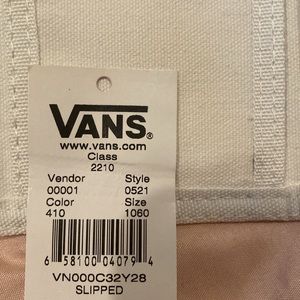 VANS®
www.vans.com
Class
2210
Vendor Style
00001 0521
Color Size
410 1060
6 58100 04079 4
VN000C32Y28
SLIPPED